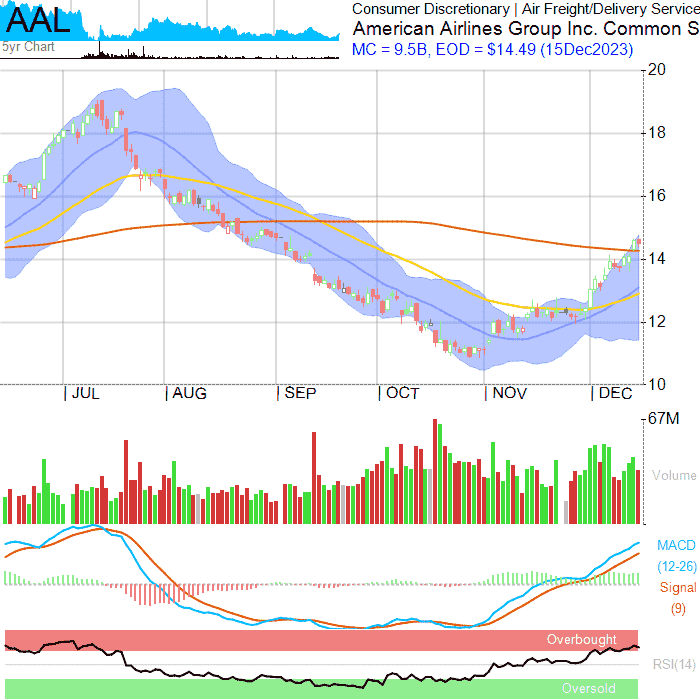 AAL
5yr Chart
Consumer Discretionary | Air Freight/Delivery Service
American Airlines Group Inc. Common S
MC = 9.5B, EOD = $14.49 (15Dec2023)
20
18
16
14
12
10
| JUL | AUG | SEP | OCT | NOV | DEC
67M
Volume
MACD
(12-26)
Signal
(9)
Overbought
RSI(14)
Oversold